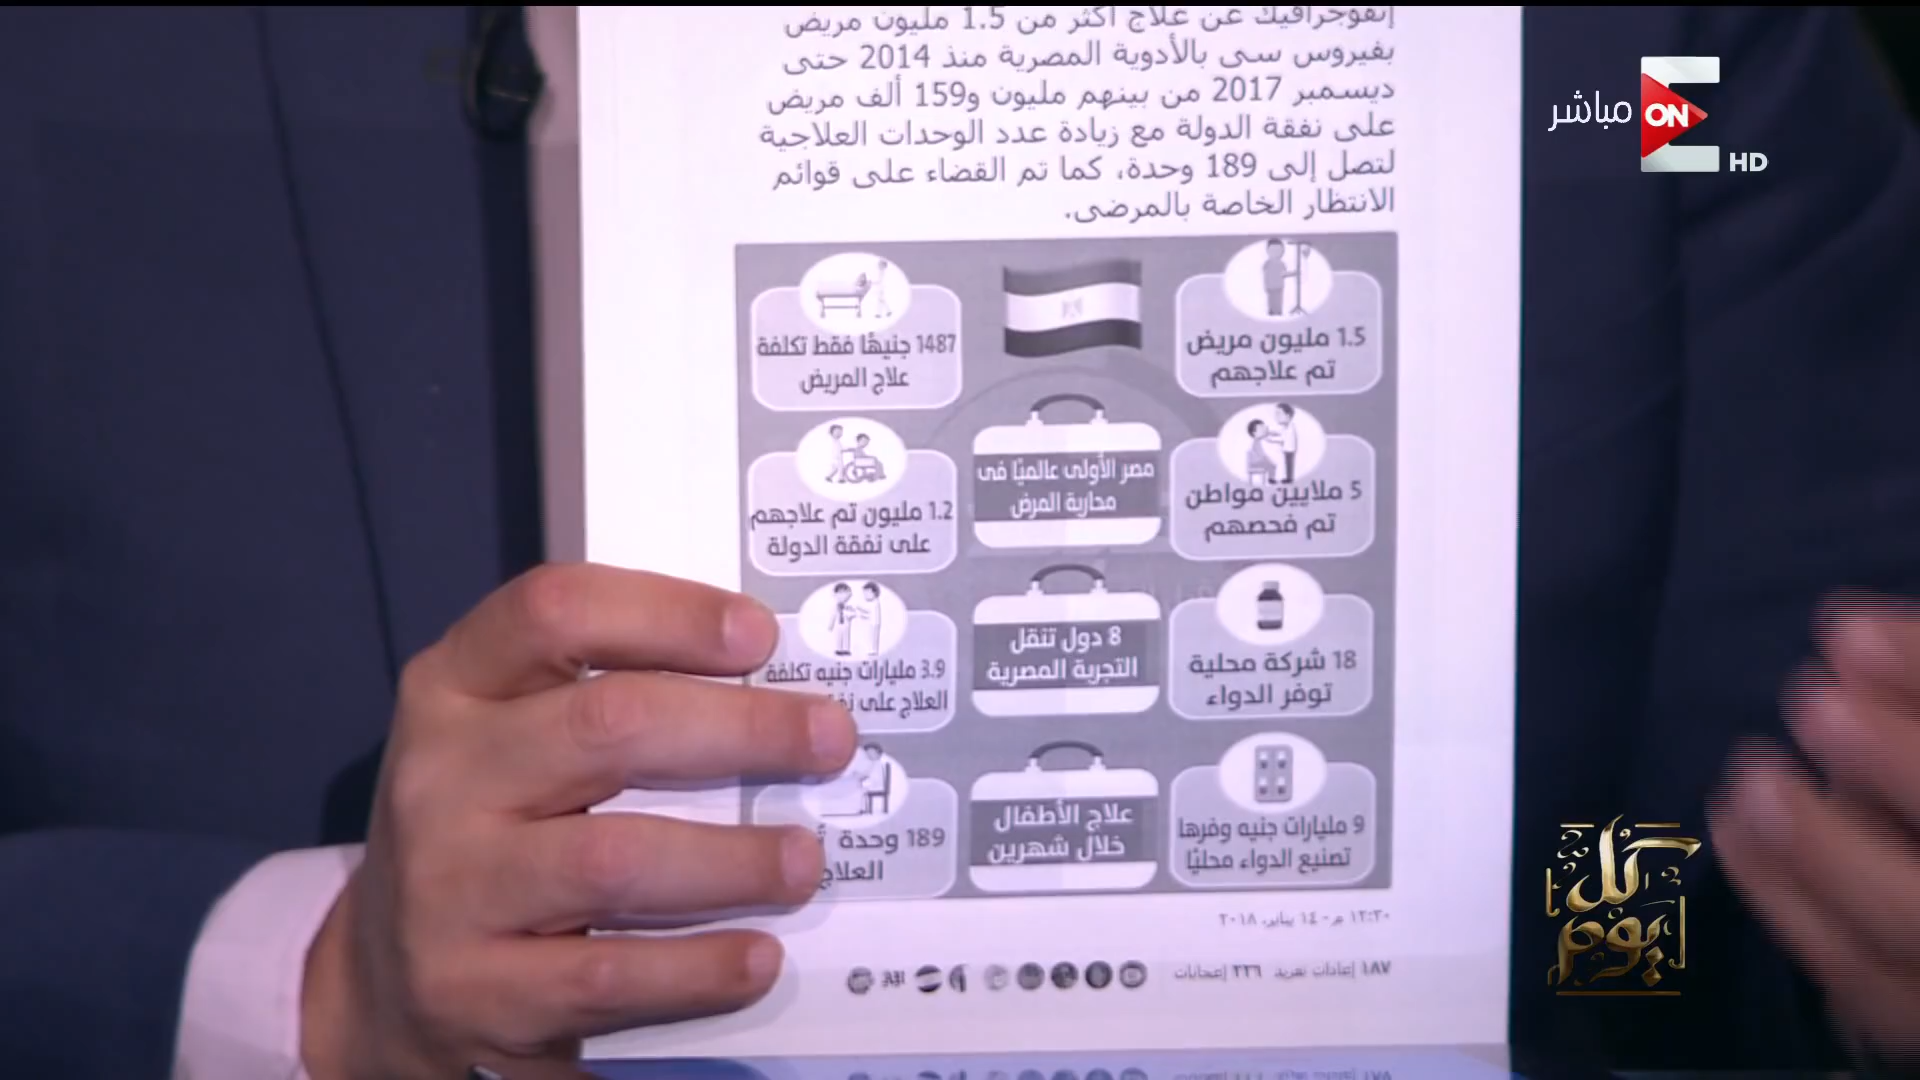 إنفوجرافيك عن علاج أكثر من 1.5 مليون مريض
بفيروس سى بالأدوية المصرية منذ 2014 حتى
ديسمبر 2017 من بينهم مليون و159 ألف مريض
على نفقة الدولة مع زيادة عدد الوحدات العلاجية
لتصل إلى 189 وحدة، كما تم القضاء على قوائم
الانتظار الخاصة بالمرضى.
مباشر
ON
E
HD
1.5 مليون مريض
تم علاجهم
1487 جنيهًا فقط تكلفة
علاج المريض
5 ملايين مواطن
تم فحصهم
مصر الأولى عالميًا فى
محاربة المرض
1.2 مليون تم علاجهم
على نفقة الدولة
18 شركة محلية
توفر الدواء
8 دول تنقل
التجربة المصرية
3.9 مليارات جنيه تكلفة
العلاج على
9 مليارات جنيه وفرها
تصنيع الدواء محليًا
علاج الأطفال
خلال شهرين
189 وحدة
العلاج
١٢:٣٠ م - ١٤ يناير، ٢٠١٨
١٨٧ إعادات تغريد ٣٣٦ إعجابات
كل
يوم